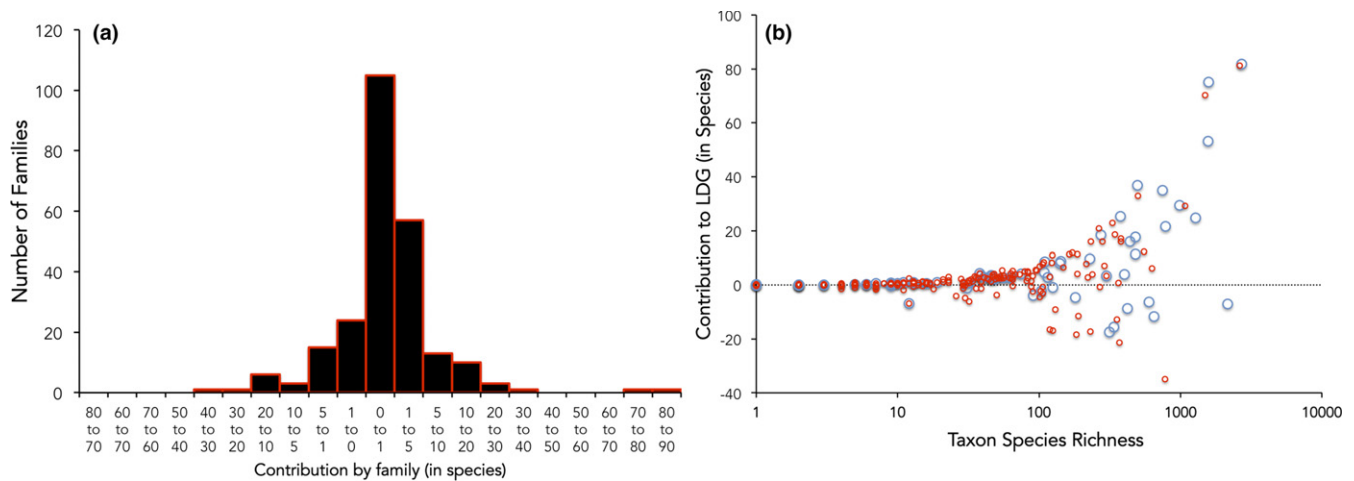 (a)
Number of Families
120
100
80
60
40
20
0
80 60 70 50 40 30 20 10 5 1 0 1 5 10 20 30 40 50 60 70 80
to to to to to to to to to to to to to to to to to to to to to
70 70 60 40 30 20 10 5 1 0 1 5 10 20 30 40 50 60 70 80 90
Contribution by family (in species)
(b)
Contribution to LDG (in Species)
100
80
60
40
20
0
-20
-40
1 10 100 1000 10000
Taxon Species Richness